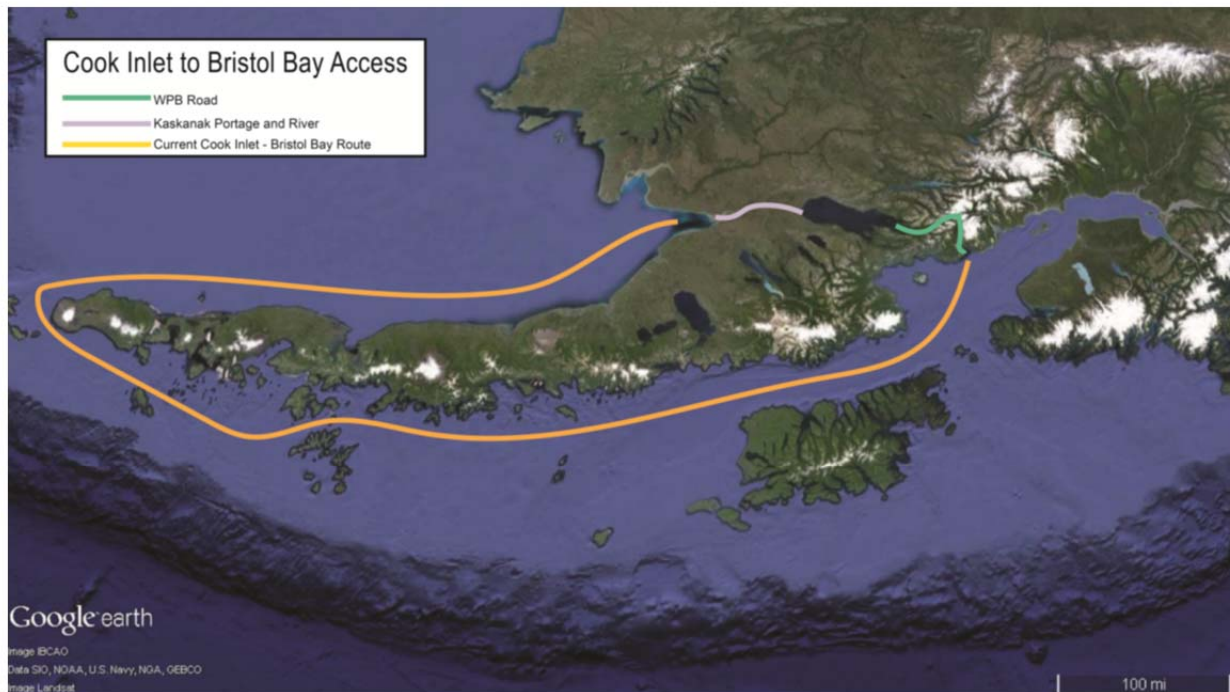 Cook Inlet to Bristol Bay Access
WPB Road
Kaskanak Portage and River
Current Cook Inlet - Bristol Bay Route
Google earth
Image IBCAO
Data SIO, NOAA, U.S. Navy, NGA, GEBCO
Image Landsat
100 mi